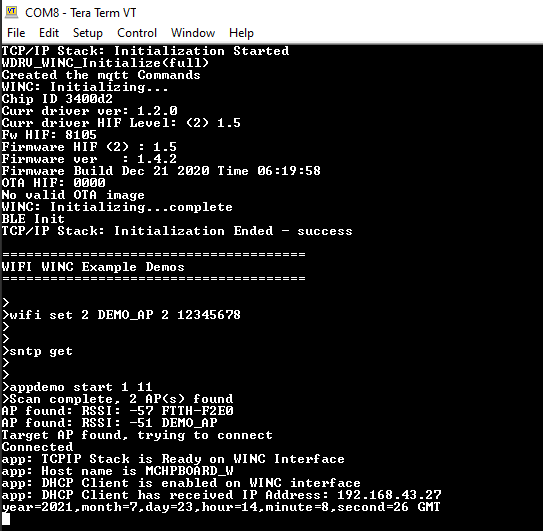 COM8 - Tera Term VT
File Edit Setup Control Window Help
TCP/IP Stack: Initialization Started
WDRU_WINC_Initialize(full)
Created the mqtt Commands
WINC: Initializing...
Chip ID 3400d2
Curr driver ver: 1.2.0
Curr driver HIF Level: (2) 1.5
Fw HIF: 8105
Firmware HIF (2) : 1.5
Firmware ver   : 1.4.2
Firmware Build Dec 21 2020 Time 06:19:58
OTA HIF: 0000
No valid OTA image
WINC: Initializing...complete
BLE Init
TCP/IP Stack: Initialization Ended - success
======================================
WIFI WINC Example Demos
======================================
>
>wifi set 2 DEMO_AP 2 12345678
>
>
>sntp get
>
>
>appdemo start 1 11
>Scan complete, 2 AP(s) found
AP found: RSSI: -57 FTTH-F2E0
AP found: RSSI: -51 DEMO_AP
Target AP found, trying to connect
Connected
app: TCPIP Stack is Ready on WINC Interface
app: Host name is MCHPBOARD_W
app: DHCP Client is enabled on WINC interface
app: DHCP Client has received IP Address: 192.168.43.27
year=2021,month=7,day=23,hour=14,minute=8,second=26 GMT